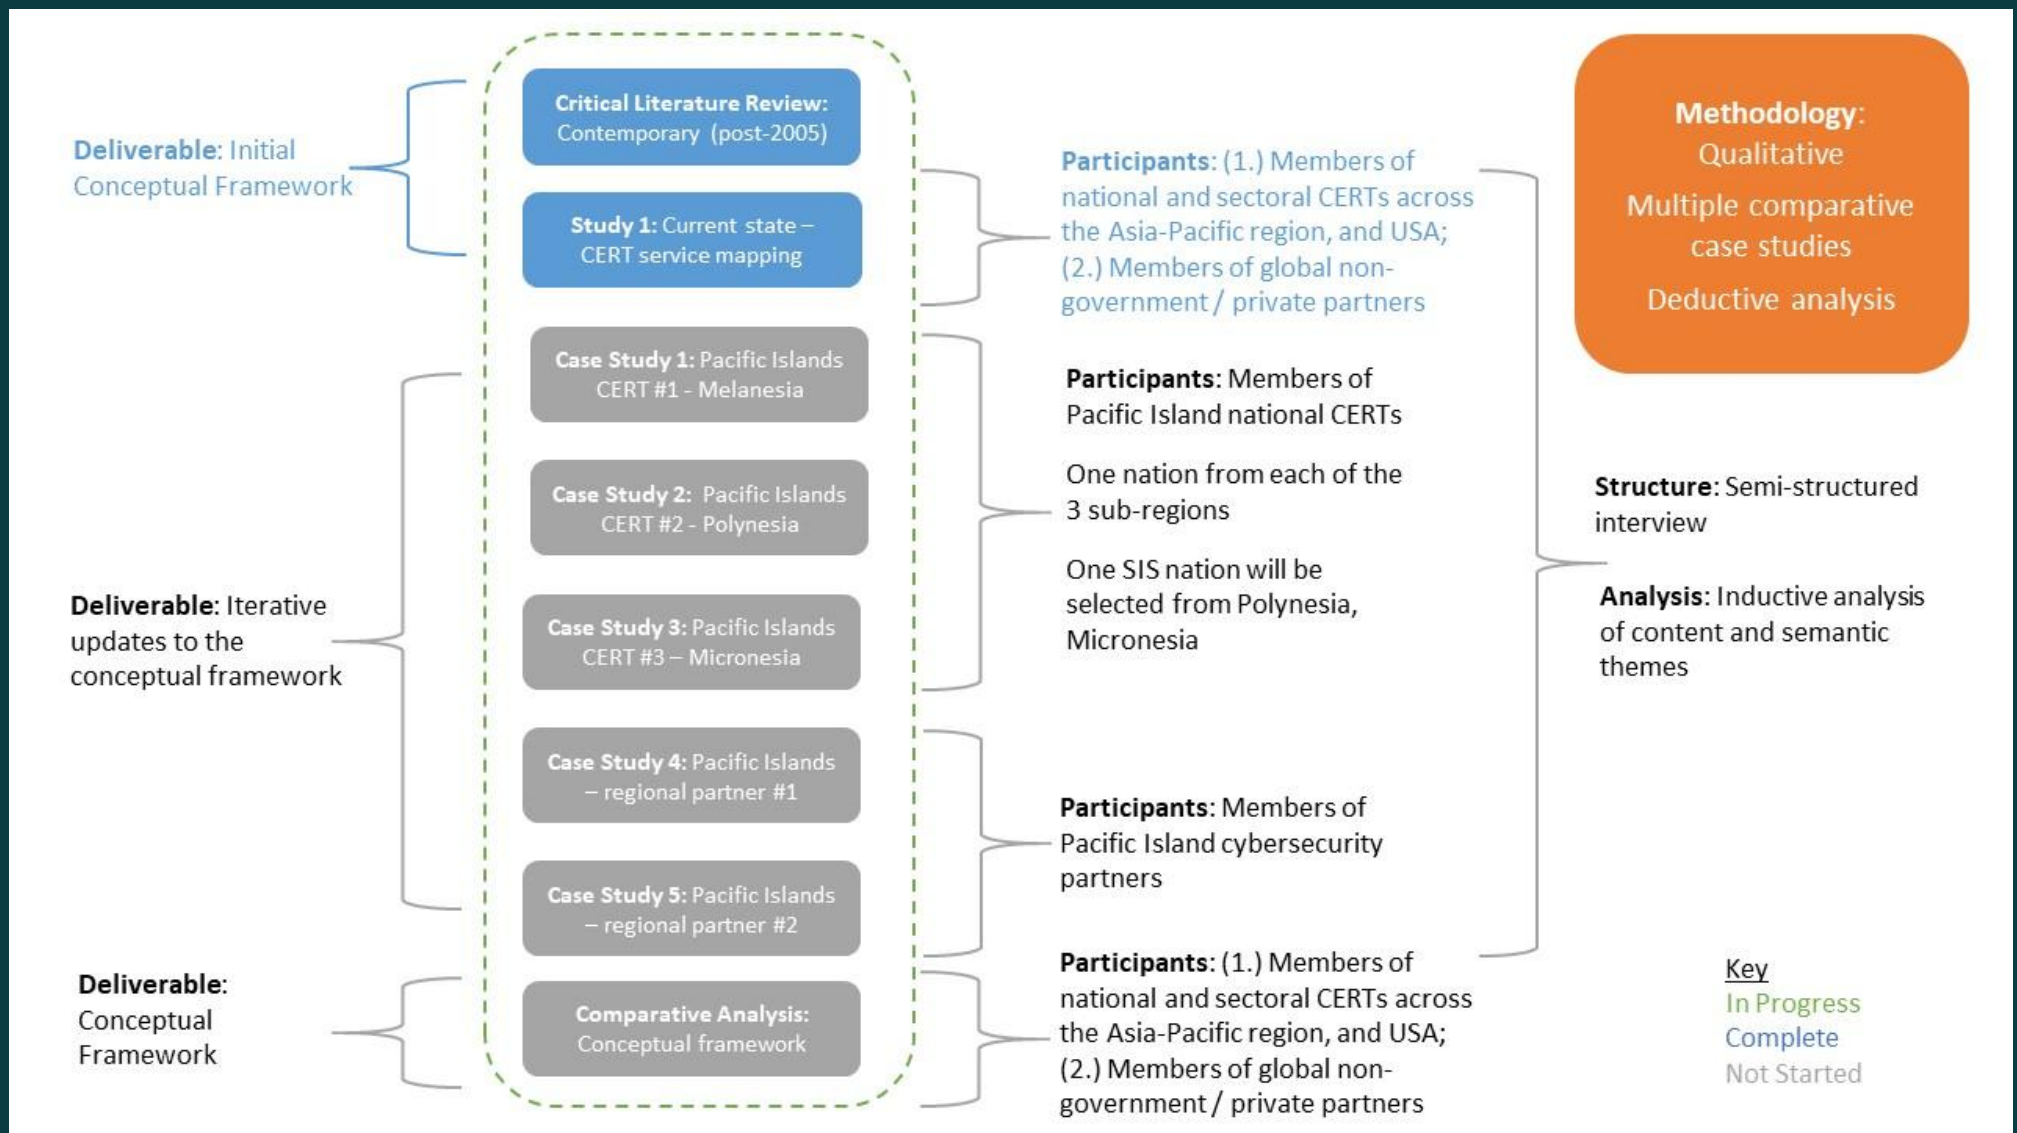 Deliverable: Initial
Conceptual Framework
Deliverable: Iterative
updates to the
conceptual framework
Deliverable:
Conceptual
Framework
Critical Literature Review:
Contemporary (post-2005)
Study 1: Current state –
CERT service mapping
Case Study 1: Pacific Islands
CERT #1 - Melanesia
Case Study 2: Pacific Islands
CERT #2 - Polynesia
Case Study 3: Pacific Islands
CERT #3 – Micronesia
Case Study 4: Pacific Islands
– regional partner #1
Case Study 5: Pacific Islands
– regional partner #2
Comparative Analysis:
Conceptual framework
Participants: (1.) Members of
national and sectoral CERTs across
the Asia-Pacific region, and USA;
(2.) Members of global non-
government / private partners
Participants: Members of
Pacific Island national CERTs
One nation from each of the
3 sub-regions
One SIS nation will be
selected from Polynesia,
Micronesia
Participants: Members of
Pacific Island cybersecurity
partners
Participants: (1.) Members of
national and sectoral CERTs across
the Asia-Pacific region, and USA;
(2.) Members of global non-
government / private partners
Methodology:
Qualitative
Multiple comparative
case studies
Deductive analysis
Structure: Semi-structured
interview
Analysis: Inductive analysis
of content and semantic
themes
Key
In Progress
Complete
Not Started